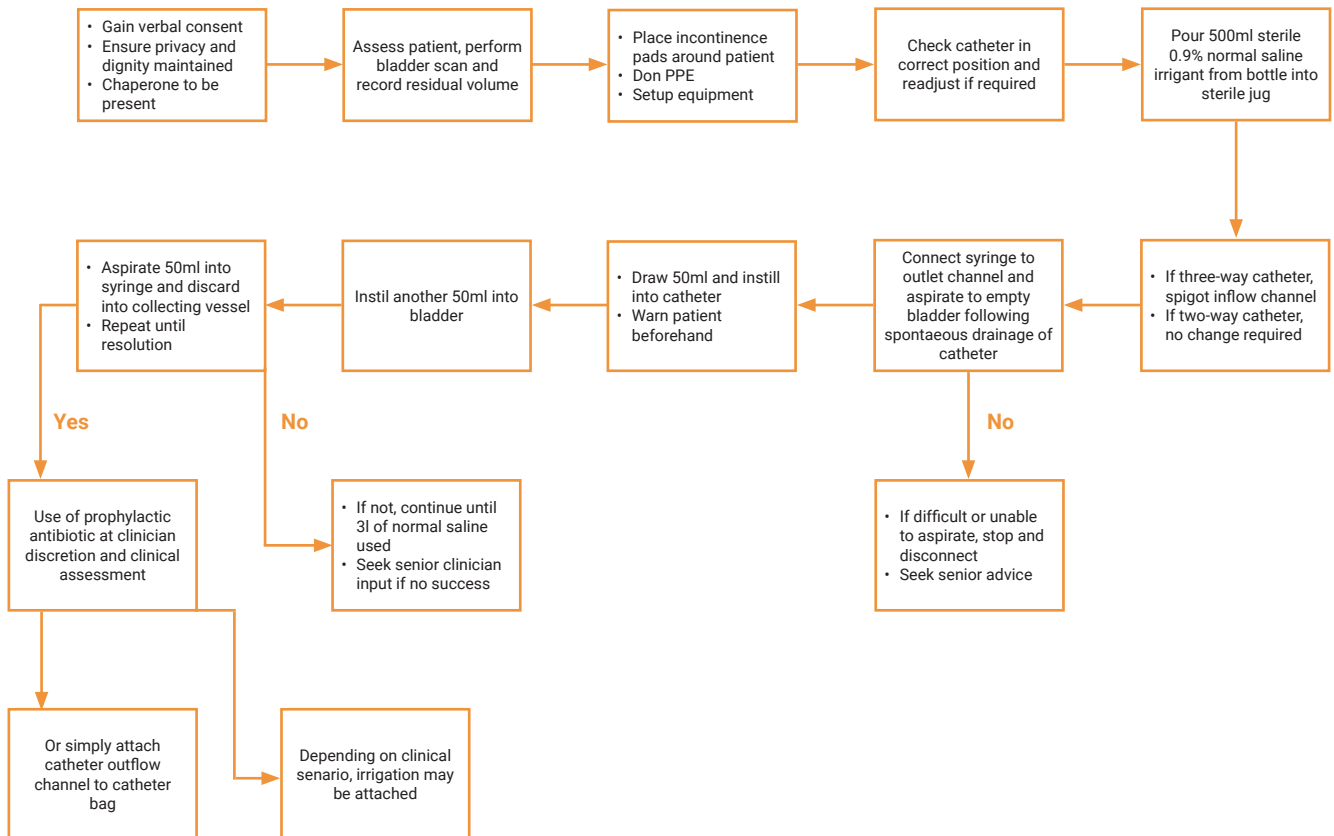 • Gain verbal consent
• Ensure privacy and
dignity maintained
• Chaperone to be
present
Assess patient, perform
bladder scan and
record residual volume
• Place incontinence
pads around patient
• Don PPE
• Setup equipment
Check catheter in
correct position and
readjust if required
Pour 500ml sterile
0.9% normal saline
irrigant from bottle into
sterile jug
• If three-way catheter,
spigot inflow channel
• If two-way catheter,
no change required
Connect syringe to
outlet channel and
aspirate to empty
bladder following
spontaeous drainage of
catheter
• Draw 50ml and instill
into catheter
• Warn patient
beforehand
Instil another 50ml into
bladder
• Aspirate 50ml into
syringe and discard
into collecting vessel
• Repeat until
resolution
Yes
No
No
Use of prophylactic
antibiotic at clinician
discretion and clinical
assessment
• If not, continue until
3l of normal saline
used
• Seek senior clinician
input if no success
• If difficult or unable
to aspirate, stop and
disconnect
• Seek senior advice
Or simply attach
catheter outflow
channel to catheter
bag
Depending on clinical
senario, irrigation may
be attached